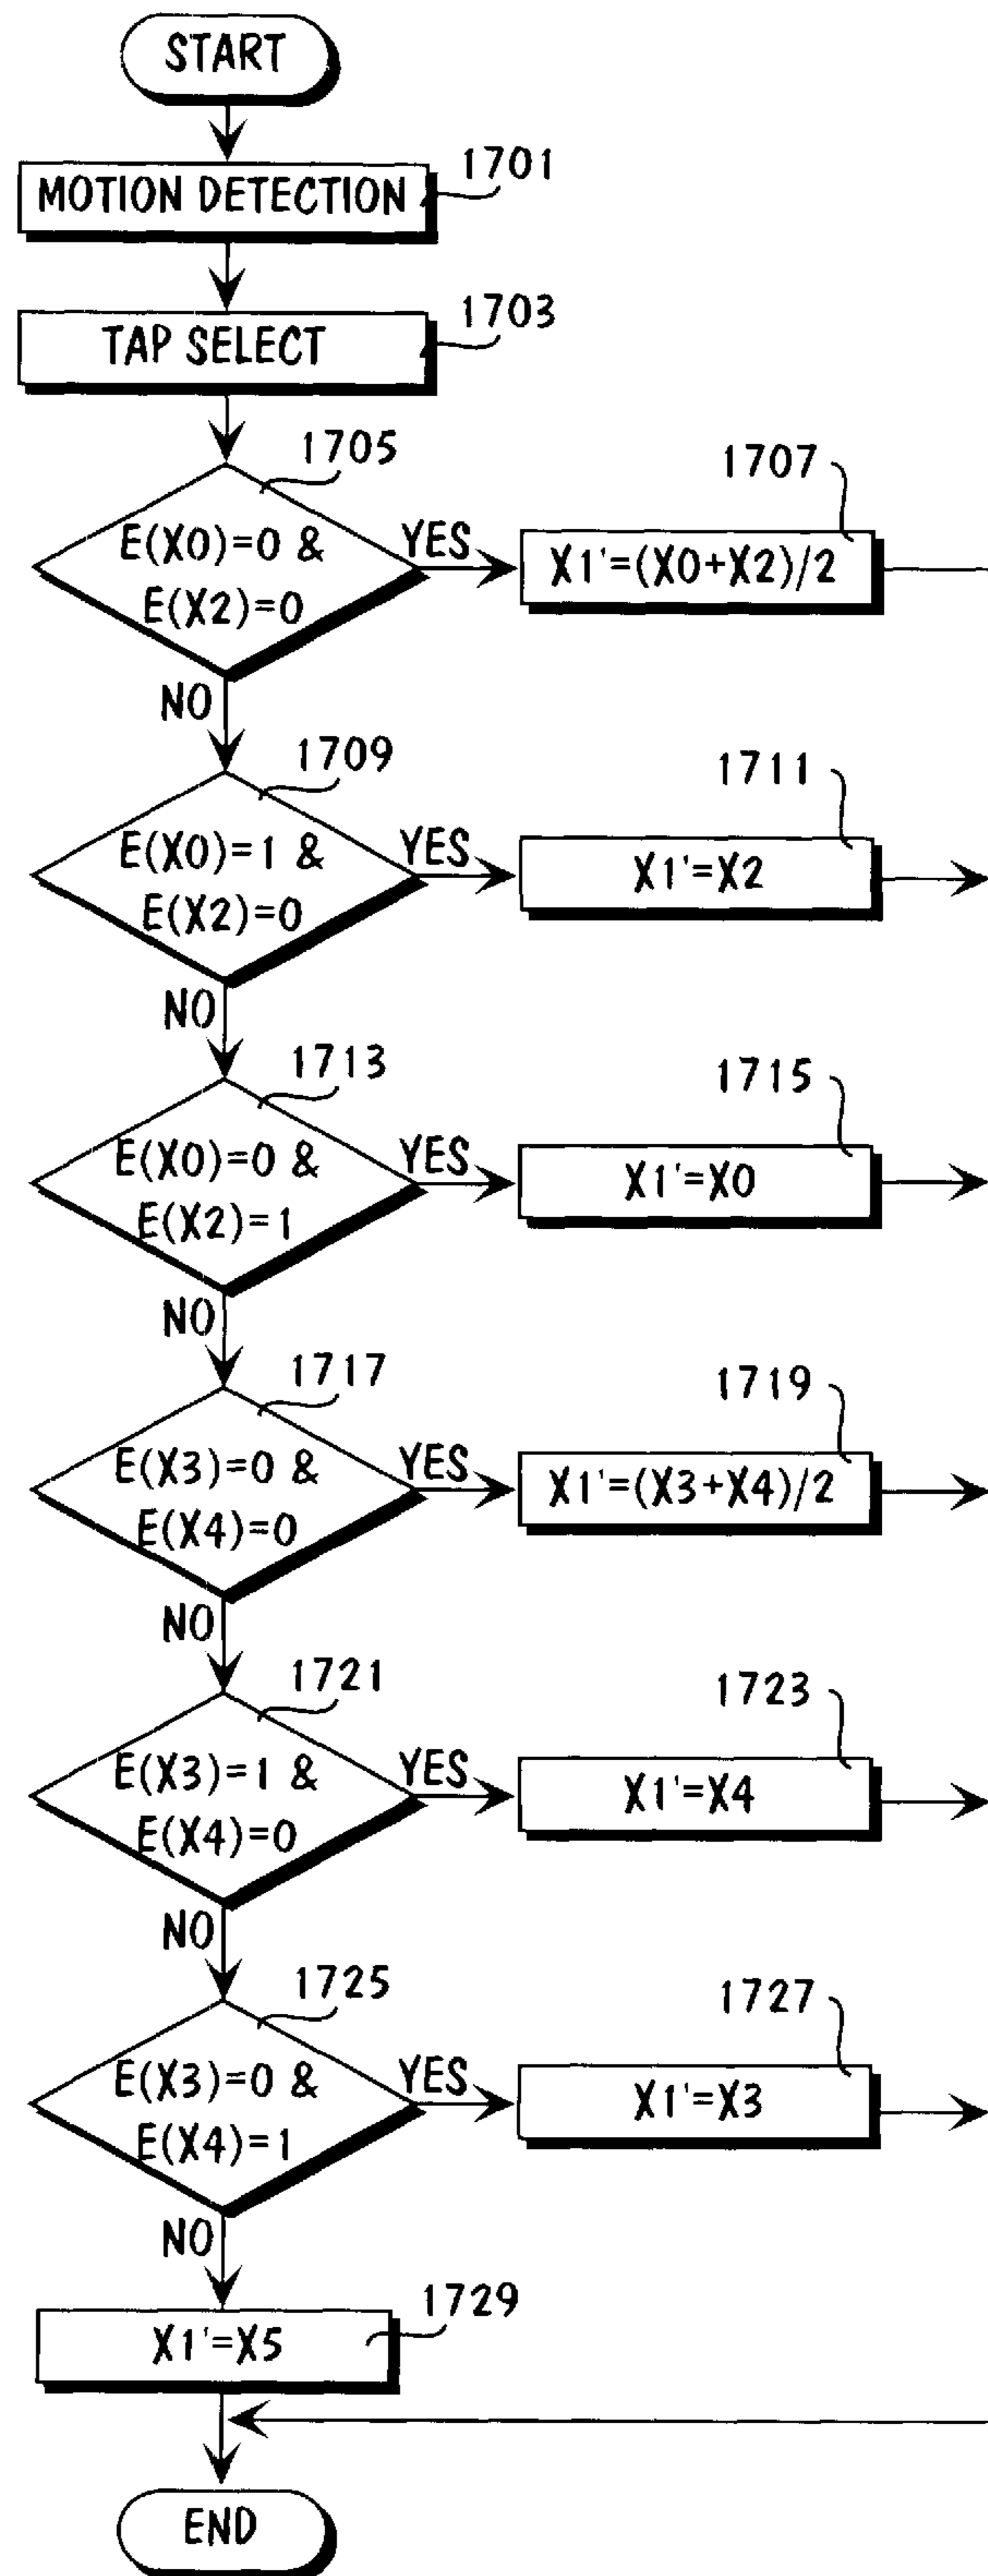 START
1701
MOTION DETECTION
1703
TAP SELECT
1705
E(X0)=0 &
E(X2)=0
YES
1707
X1'=(X0+X2)/2
NO
1709
E(X0)=1 &
E(X2)=0
YES
1711
X1'=X2
NO
1713
E(X0)=0 &
E(X2)=1
YES
1715
X1'=X0
NO
1717
E(X3)=0 &
E(X4)=0
YES
1719
X1'=(X3+X4)/2
NO
1721
E(X3)=1 &
E(X4)=0
YES
1723
X1'=X4
NO
1725
E(X3)=0 &
E(X4)=1
YES
1727
X1'=X3
NO
1729
X1'=X5
END